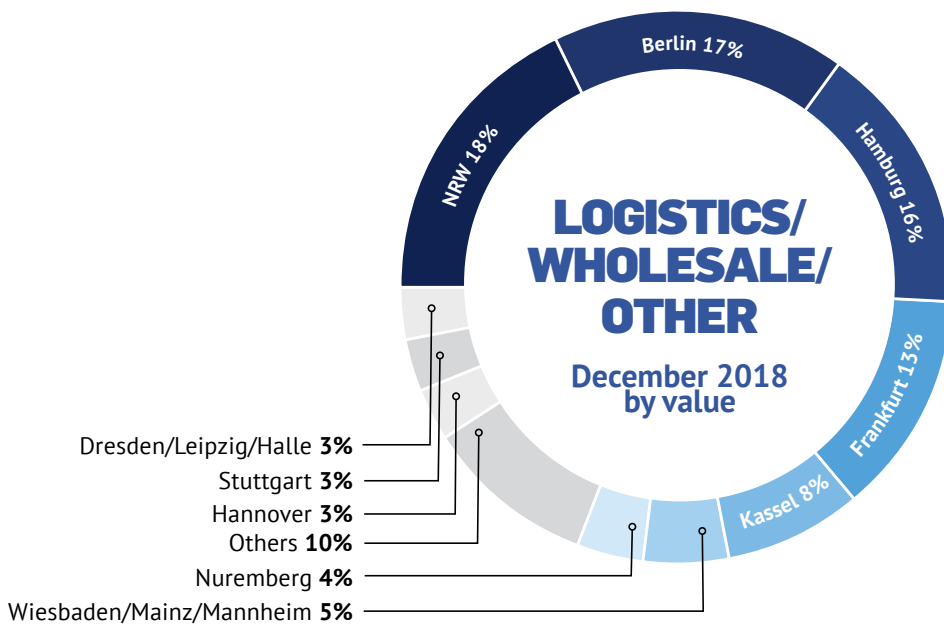 Berlin 17%
NRW 18%
Hamburg 16%
LOGISTICS/
WHOLESALE/
OTHER
December 2018
by value
Frankfurt 13%
Kassel 8%
Dresden/Leipzig/Halle 3%
Stuttgart 3%
Hannover 3%
Others 10%
Nuremberg 4%
Wiesbaden/Mainz/Mannheim 5%